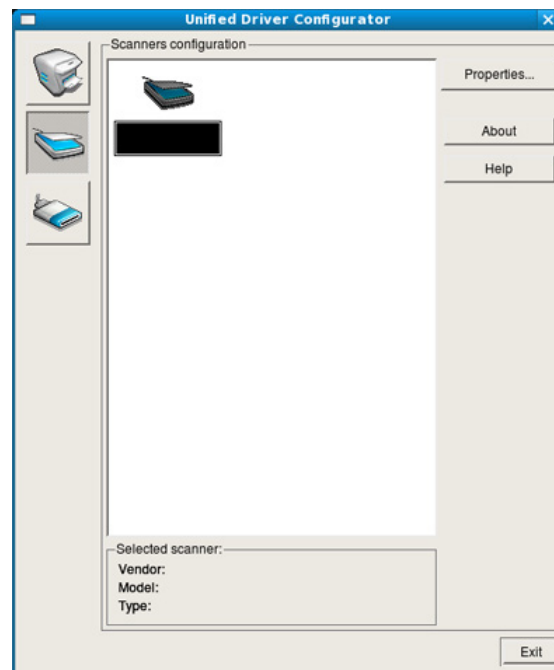 Unified Driver Configurator
Scanners configuration
Properties...
About
Help
Selected scanner:
Vendor:
Model:
Type:
Exit